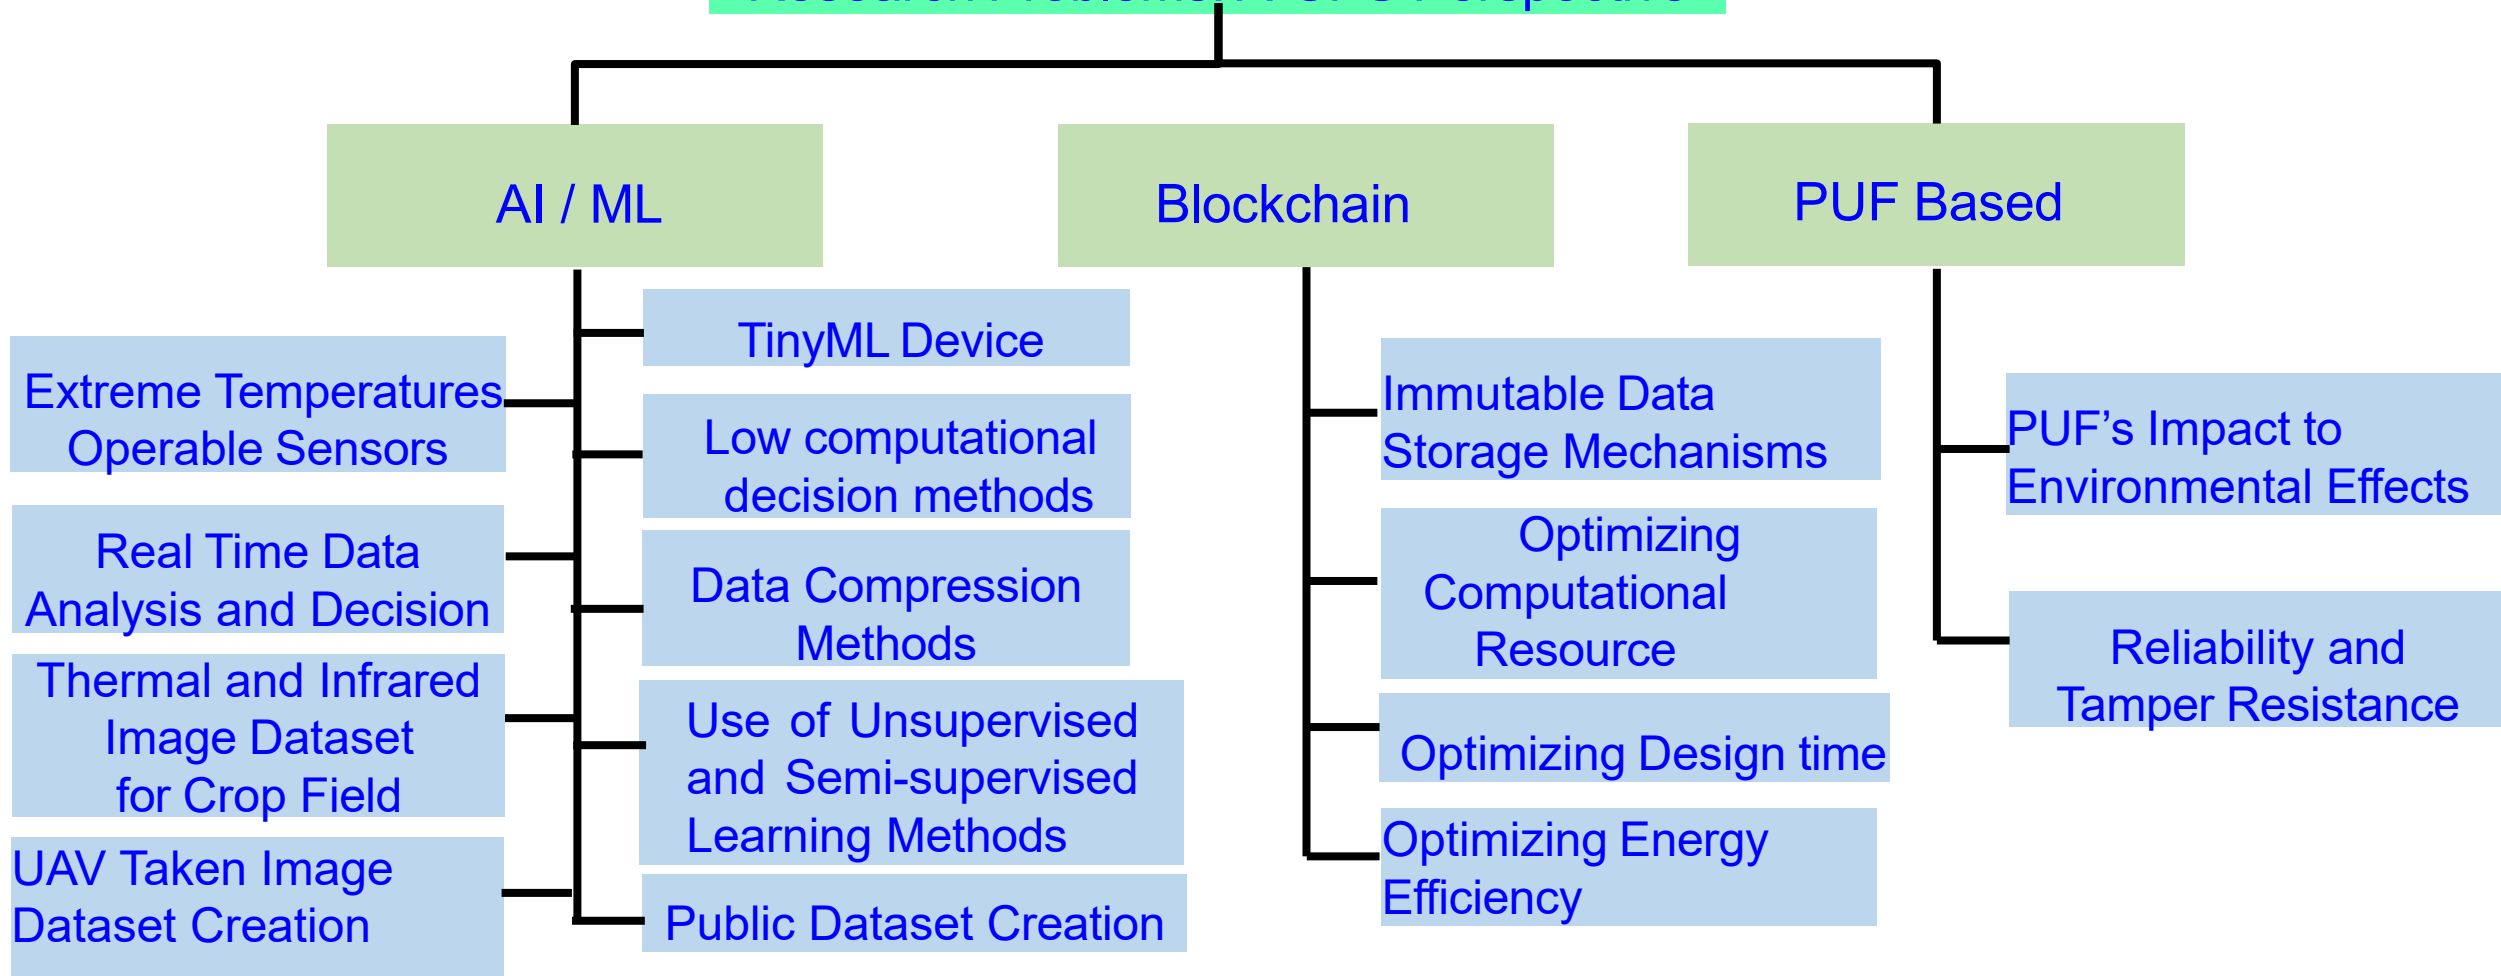 AI / ML
Blockchain
PUF Based
Extreme Temperatures
Operable Sensors
Real Time Data
Analysis and Decision
Thermal and Infrared
Image Dataset
for Crop Field
UAV Taken Image
Dataset Creation
TinyML Device
Low computational
decision methods
Data Compression
Methods
Use of Unsupervised
and Semi-supervised
Learning Methods
Public Dataset Creation
Immutable Data
Storage Mechanisms
Optimizing
Computational
Resource
Optimizing Design time
Optimizing Energy
Efficiency
PUF’s Impact to
Environmental Effects
Reliability and
Tamper Resistance